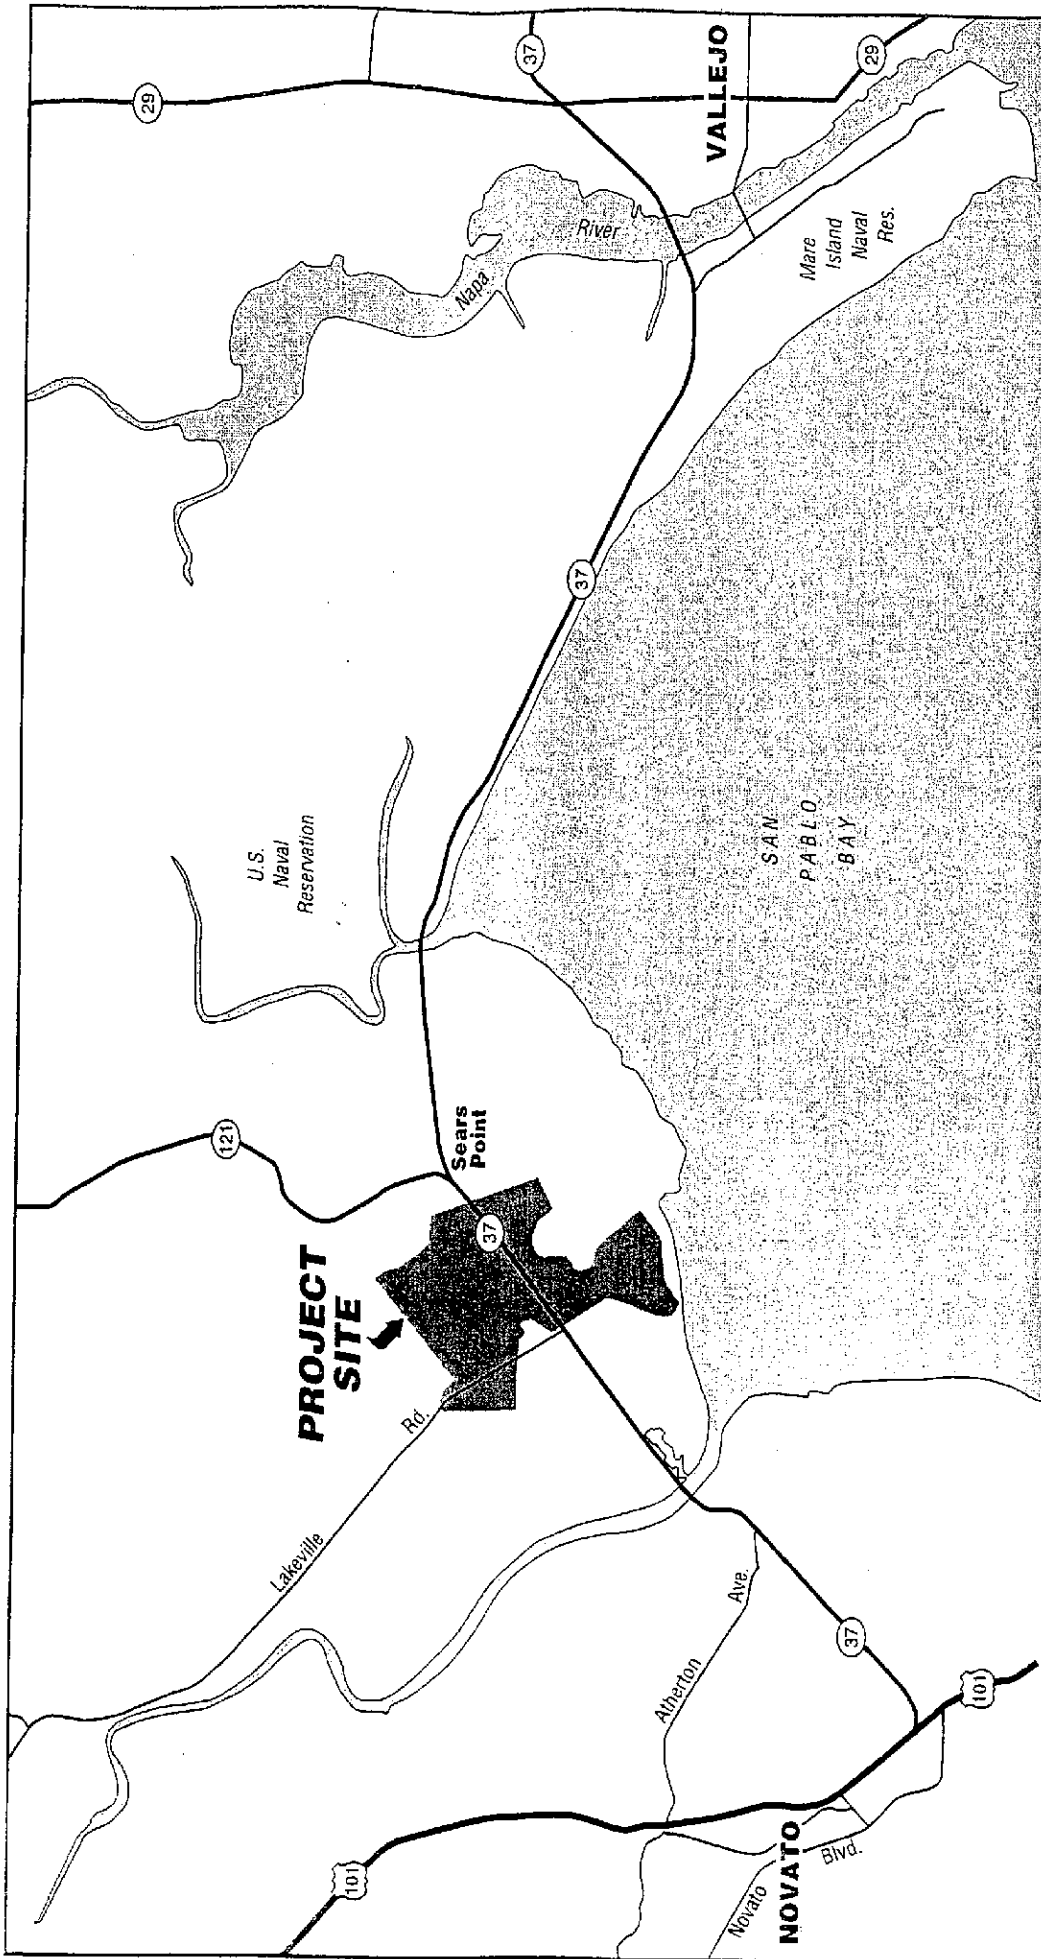 29
37
VALLEJO
29
River
Napa
Mare
Island
Naval
Res.
37
U.S.
Naval
Reservation
SAN
PABLO
BAY
121
Sears
Point
37
PROJECT
SITE
Lakeville
Rd.
Atherton
Ave.
37
101
101
NOVATO
Novato
Blvd.